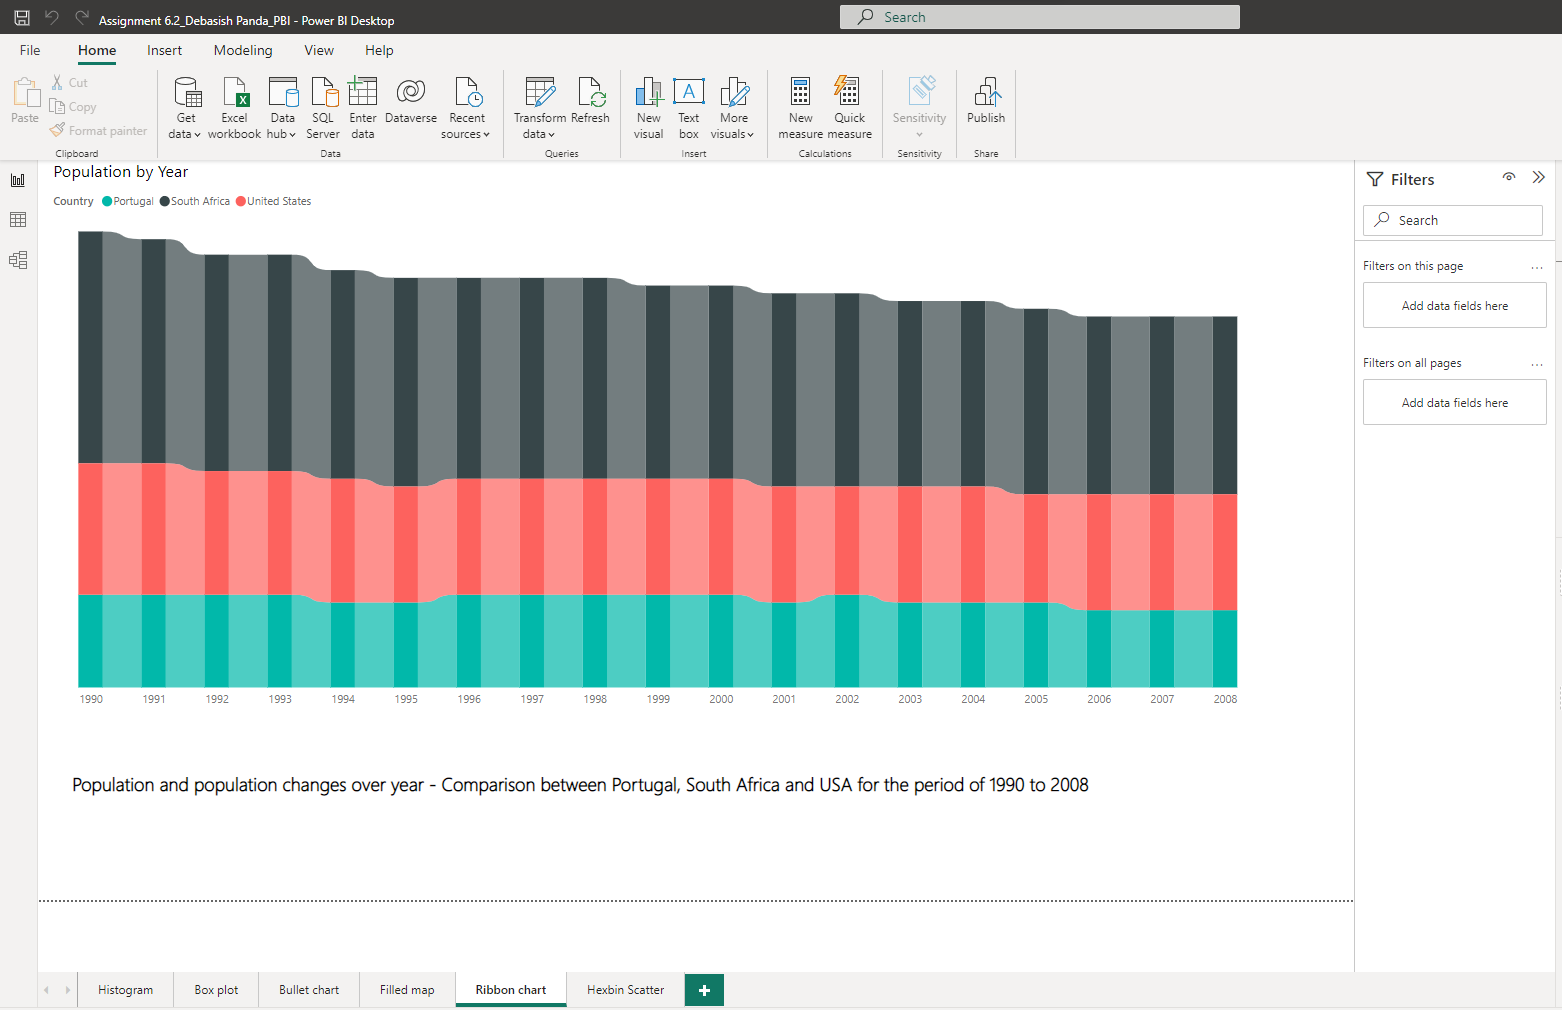 Assignment 6.2_Debasish Panda_PBI - Power BI Desktop
Search
File Home Insert Modeling View Help
Paste
Cut
Copy
Format painter
Clipboard
Get data
Excel workbook
Data hub
SQL Server
Enter data
Dataverse
Recent sources
Data
Transform data
Refresh
Queries
New visual
Text box
More visuals
Insert
New measure
Quick measure
Calculations
Sensitivity
Sensitivity
Publish
Share
Population by Year
Country Portugal South Africa United States
1990 1991 1992 1993 1994 1995 1996 1997 1998 1999 2000 2001 2002 2003 2004 2005 2006 2007 2008
Population and population changes over year - Comparison between Portugal, South Africa and USA for the period of 1990 to 2008
Filters
Search
Filters on this page ...
Add data fields here
Filters on all pages ...
Add data fields here
Histogram Box plot Bullet chart Filled map Ribbon chart Hexbin Scatter +